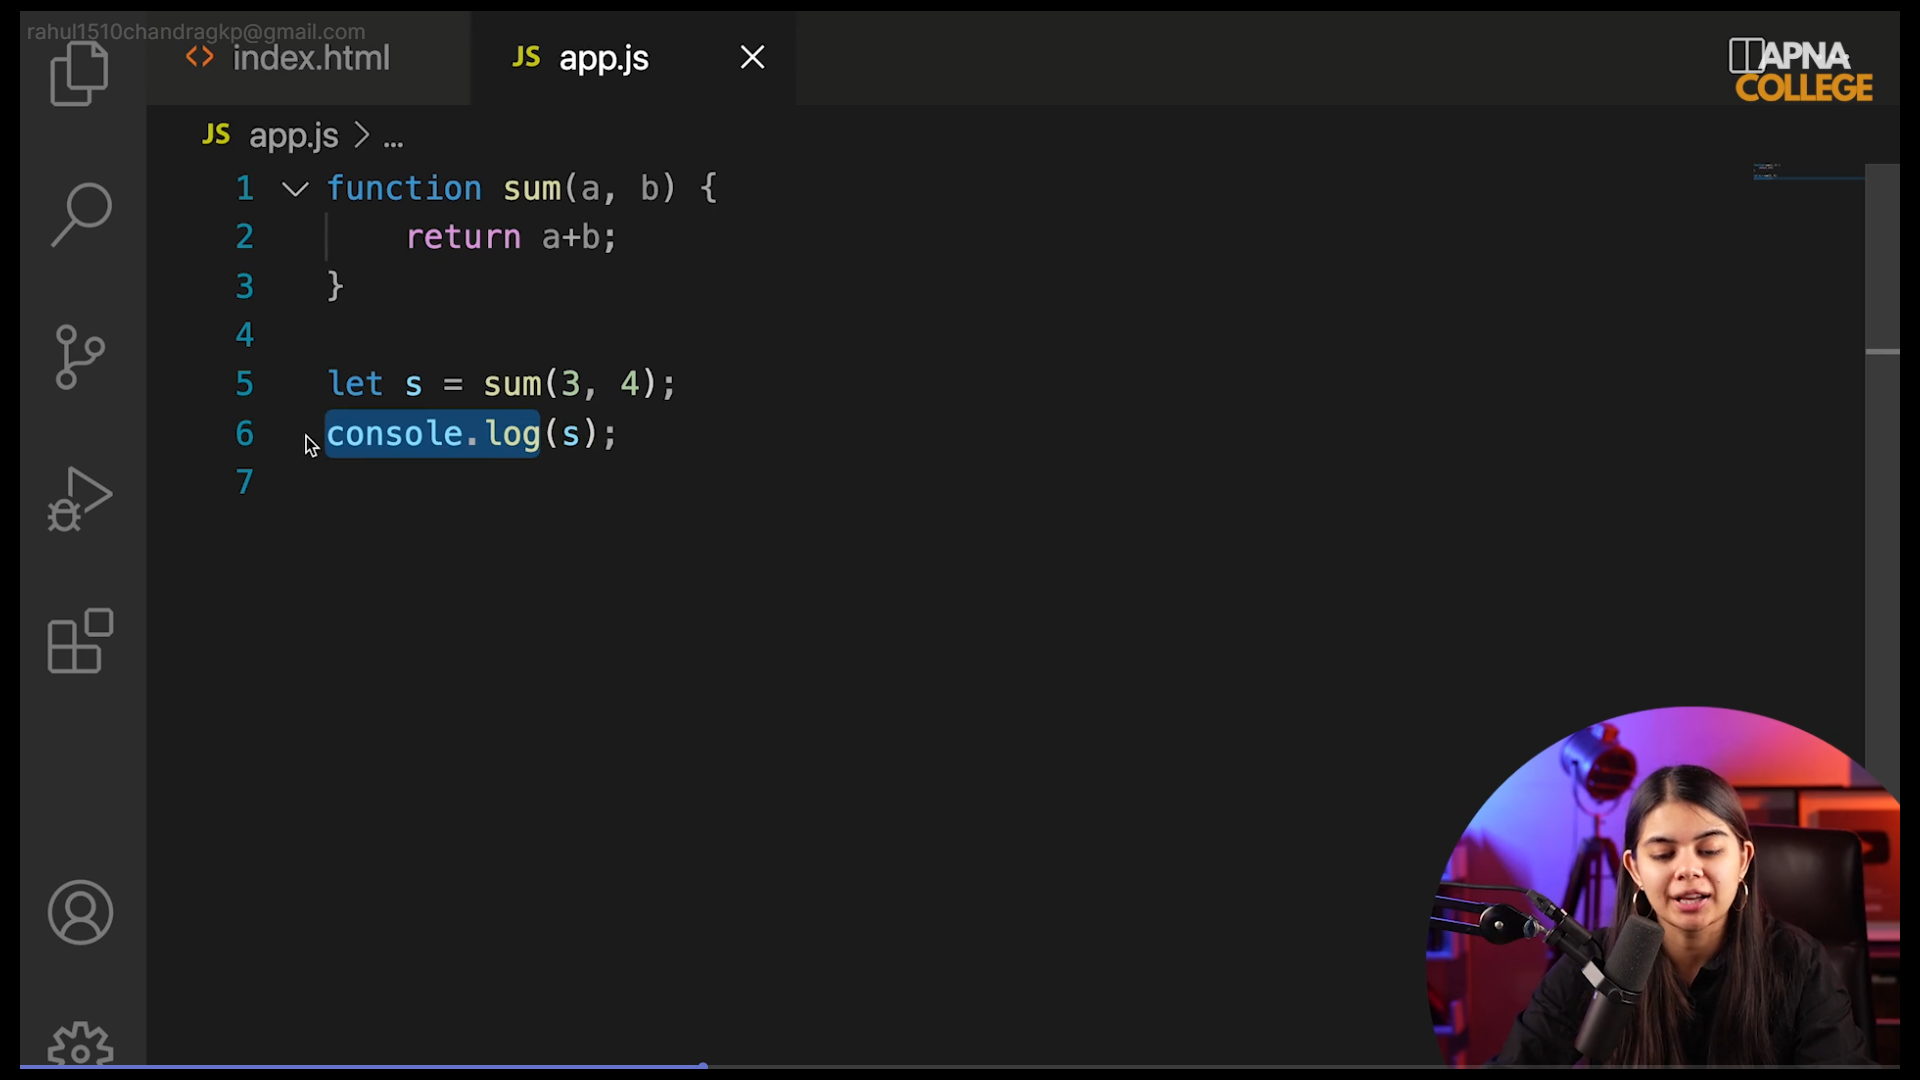 rahul1510chandragkp@gmail.com
<> index.html
JS app.js
APNA
COLLEGE
JS app.js > ...
1 function sum(a, b) {
2 return a+b;
3 }
4
5 let s = sum(3, 4);
6 console.log(s);
7